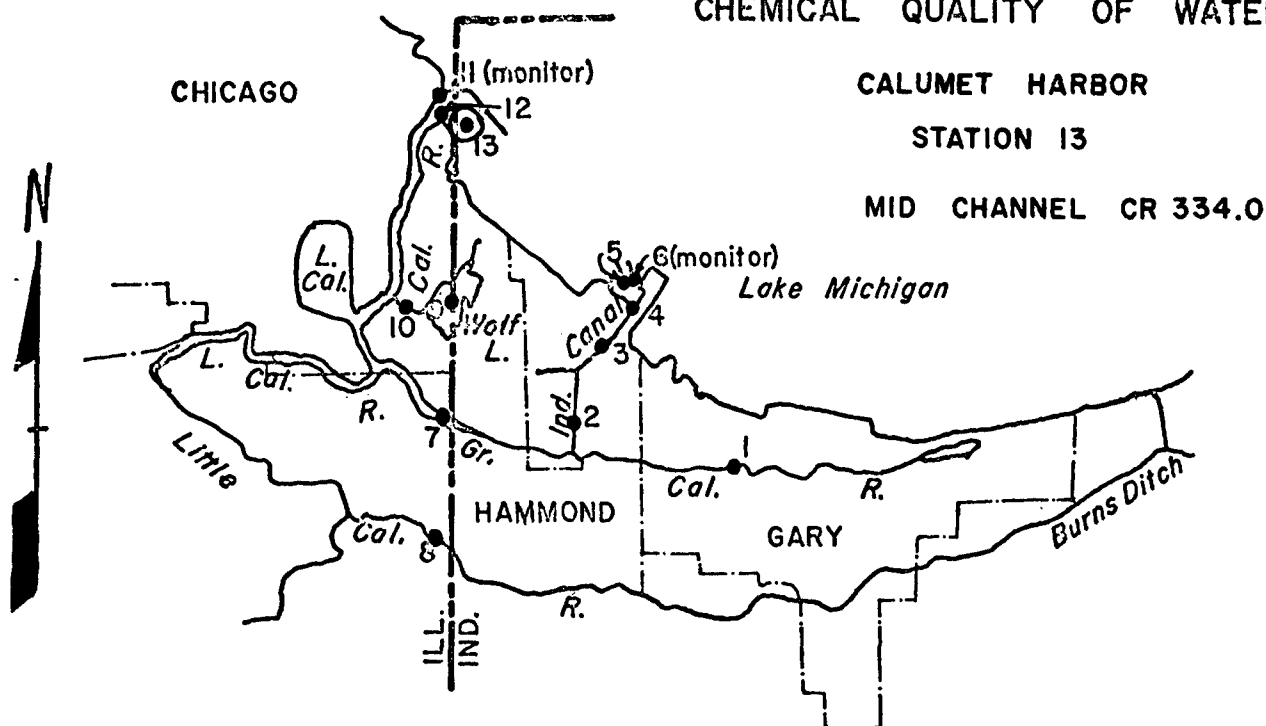 CHEMICAL QUALITY OF WATER
CALUMET HARBOR
STATION 13
MID CHANNEL CR 334.0
CHICAGO
11 (monitor)
12
13
R.
N
L.
Cal.
Cal.
5
6(monitor)
Lake Michigan
10
Wolf
L.
Canal
4
3
L.
Cal.
R.
7
Gr.
Ind.
2
1
Cal.
R.
Little
Cal.
8
HAMMOND
GARY
Burns Ditch
R.
ILL.
IND.